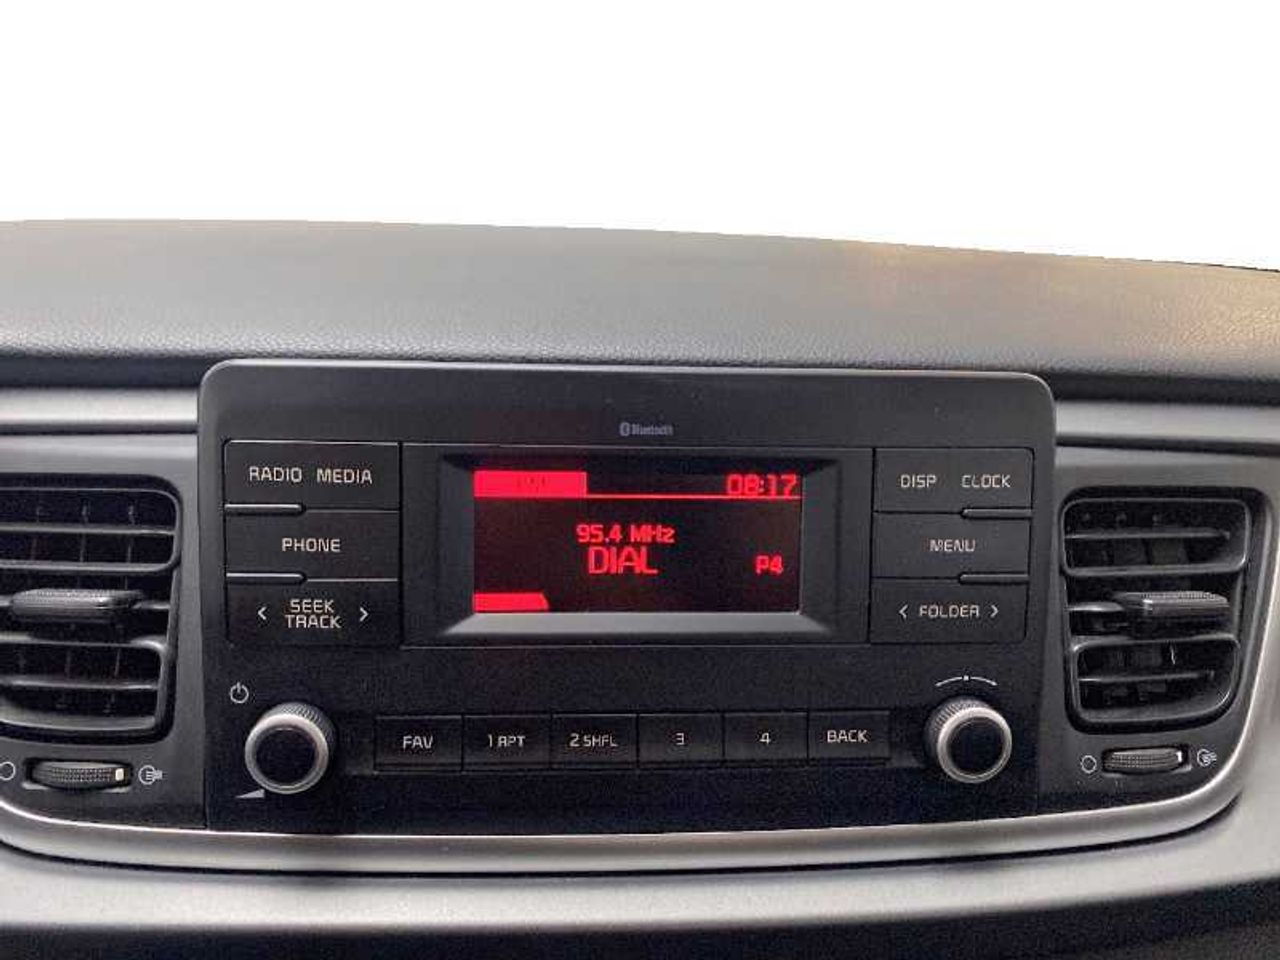 Bluetooth
RADIO MEDIA
08:17
DISP CLOCK
PHONE
95.4 MHz
MENU
DIAL
P4
< SEEK TRACK >
< FOLDER >
FAV
1 RPT
2 SHFL
3
4
BACK